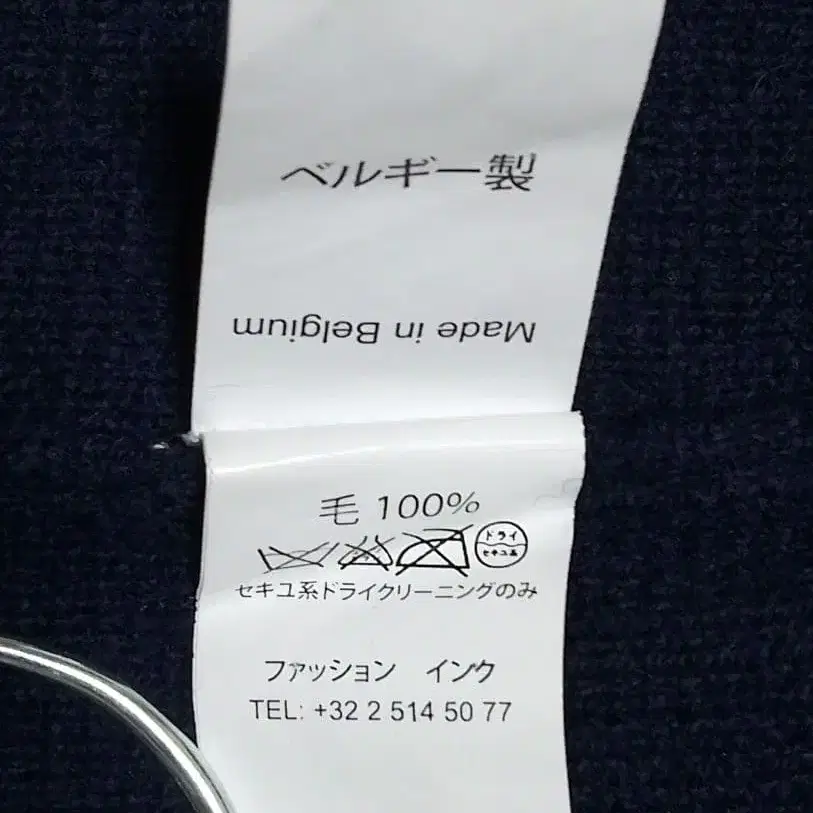 ベルギー製
Made in Belgium
毛 100%
ドライ
セキユ系
セキユ系ドライクリーニングのみ
ファッション インク
TEL: +32 2 514 50 77